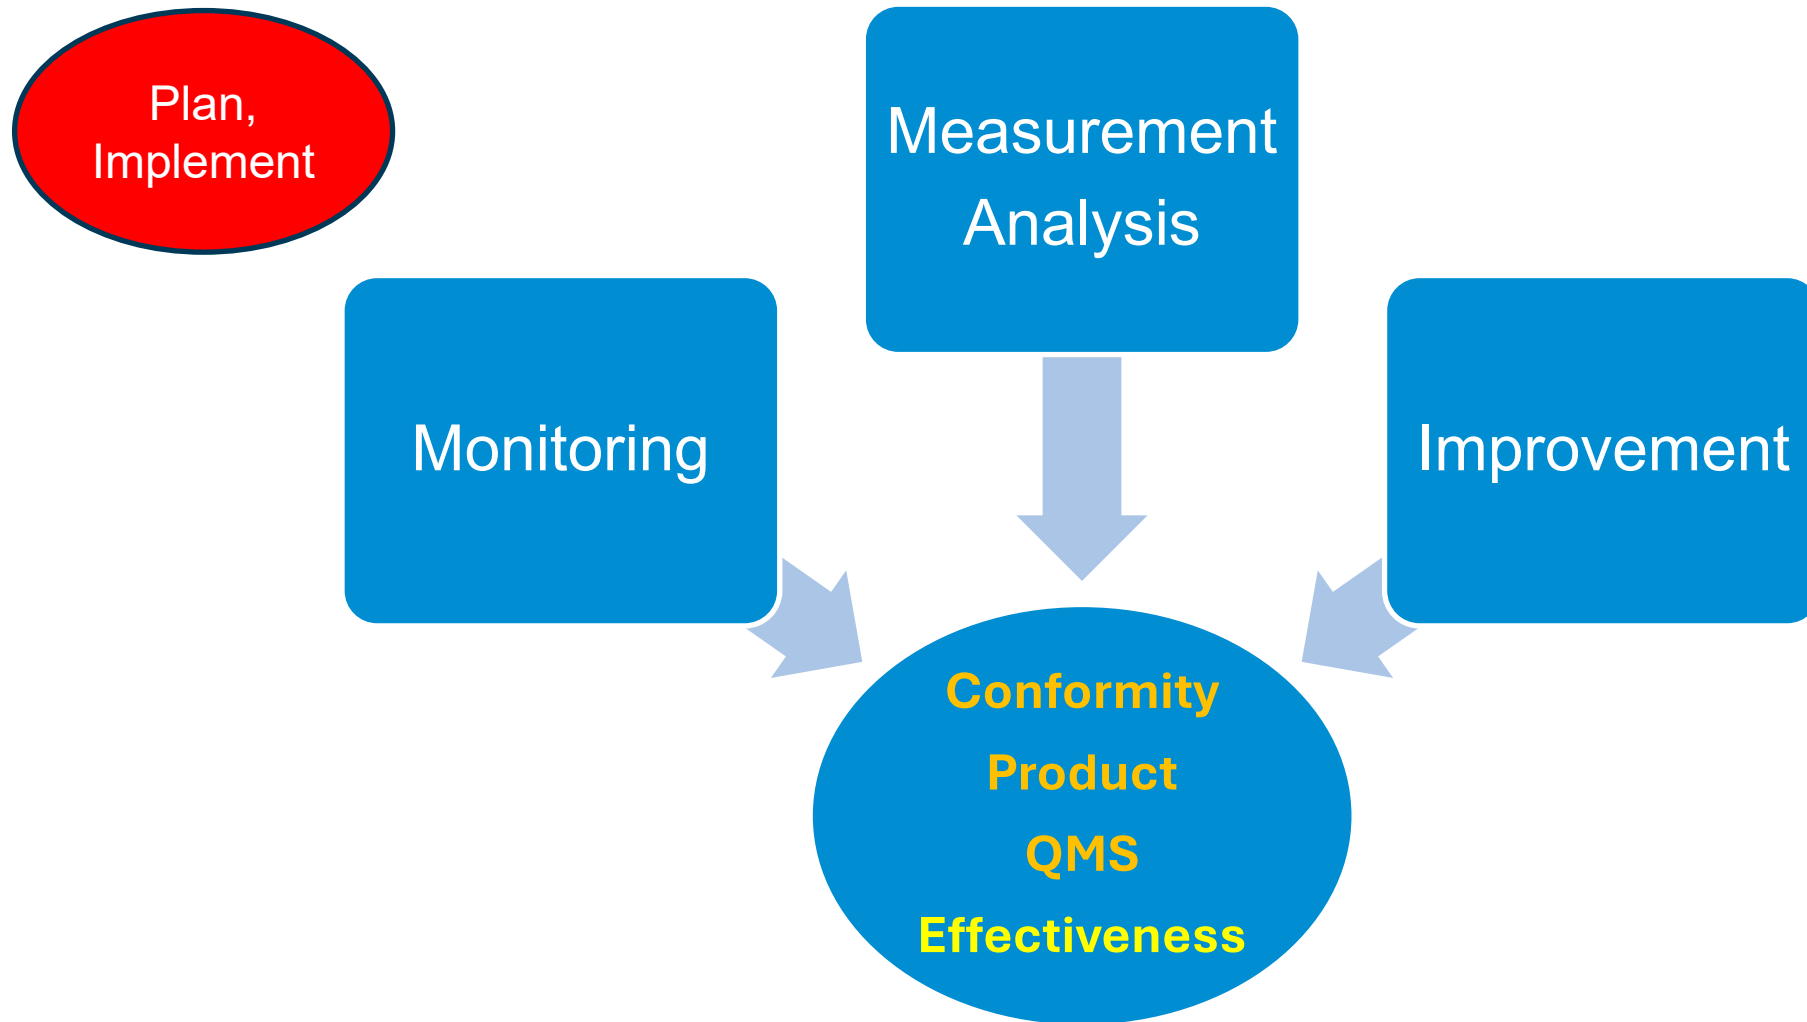 Plan,
Implement
Measurement
Analysis
Monitoring
Improvement
Conformity
Product
QMS
Effectiveness